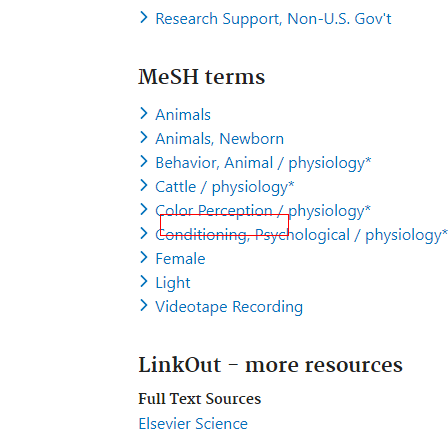 Research Support, Non-U.S. Gov't
MeSH terms
Animals
Animals, Newborn
Behavior, Animal / physiology*
Cattle / physiology*
Color Perception / physiology*
Conditioning, Psychological / physiology*
Female
Light
Videotape Recording
LinkOut - more resources
Full Text Sources
Elsevier Science